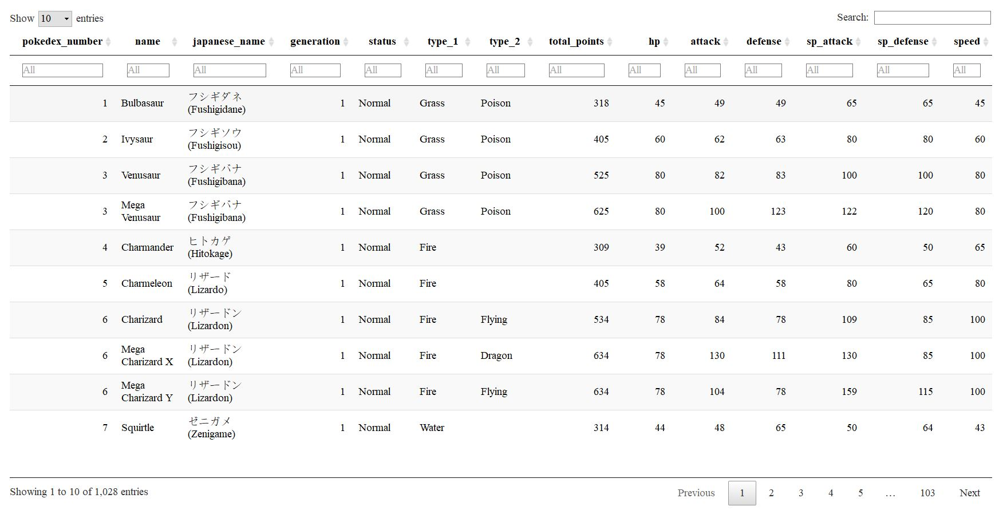 Show 10 entries Search:
pokedex_number name japanese_name generation status type_1 type_2 total_points hp attack defense sp_attack sp_defense speed
All All All All All All All All All All All All All All
1 Bulbasaur フシギダネ (Fushigidane) 1 Normal Grass Poison 318 45 49 49 65 65 45
2 Ivysaur フシギソウ (Fushigisou) 1 Normal Grass Poison 405 60 62 63 80 80 60
3 Venusaur フシギバナ (Fushigibana) 1 Normal Grass Poison 525 80 82 83 100 100 80
3 Mega Venusaur フシギバナ (Fushigibana) 1 Normal Grass Poison 625 80 100 123 122 120 80
4 Charmander ヒトカゲ (Hitokage) 1 Normal Fire 309 39 52 43 60 50 65
5 Charmeleon リザード (Lizardo) 1 Normal Fire 405 58 64 58 80 65 80
6 Charizard リザードン (Lizardon) 1 Normal Fire Flying 534 78 84 78 109 85 100
6 Mega Charizard X リザードン (Lizardon) 1 Normal Fire Dragon 634 78 130 111 130 85 100
6 Mega Charizard Y リザードン (Lizardon) 1 Normal Fire Flying 634 78 104 78 159 115 100
7 Squirtle ゼニガメ (Zenigame) 1 Normal Water 314 44 48 65 50 64 43
Showing 1 to 10 of 1,028 entries Previous 1 2 3 4 5 … 103 Next